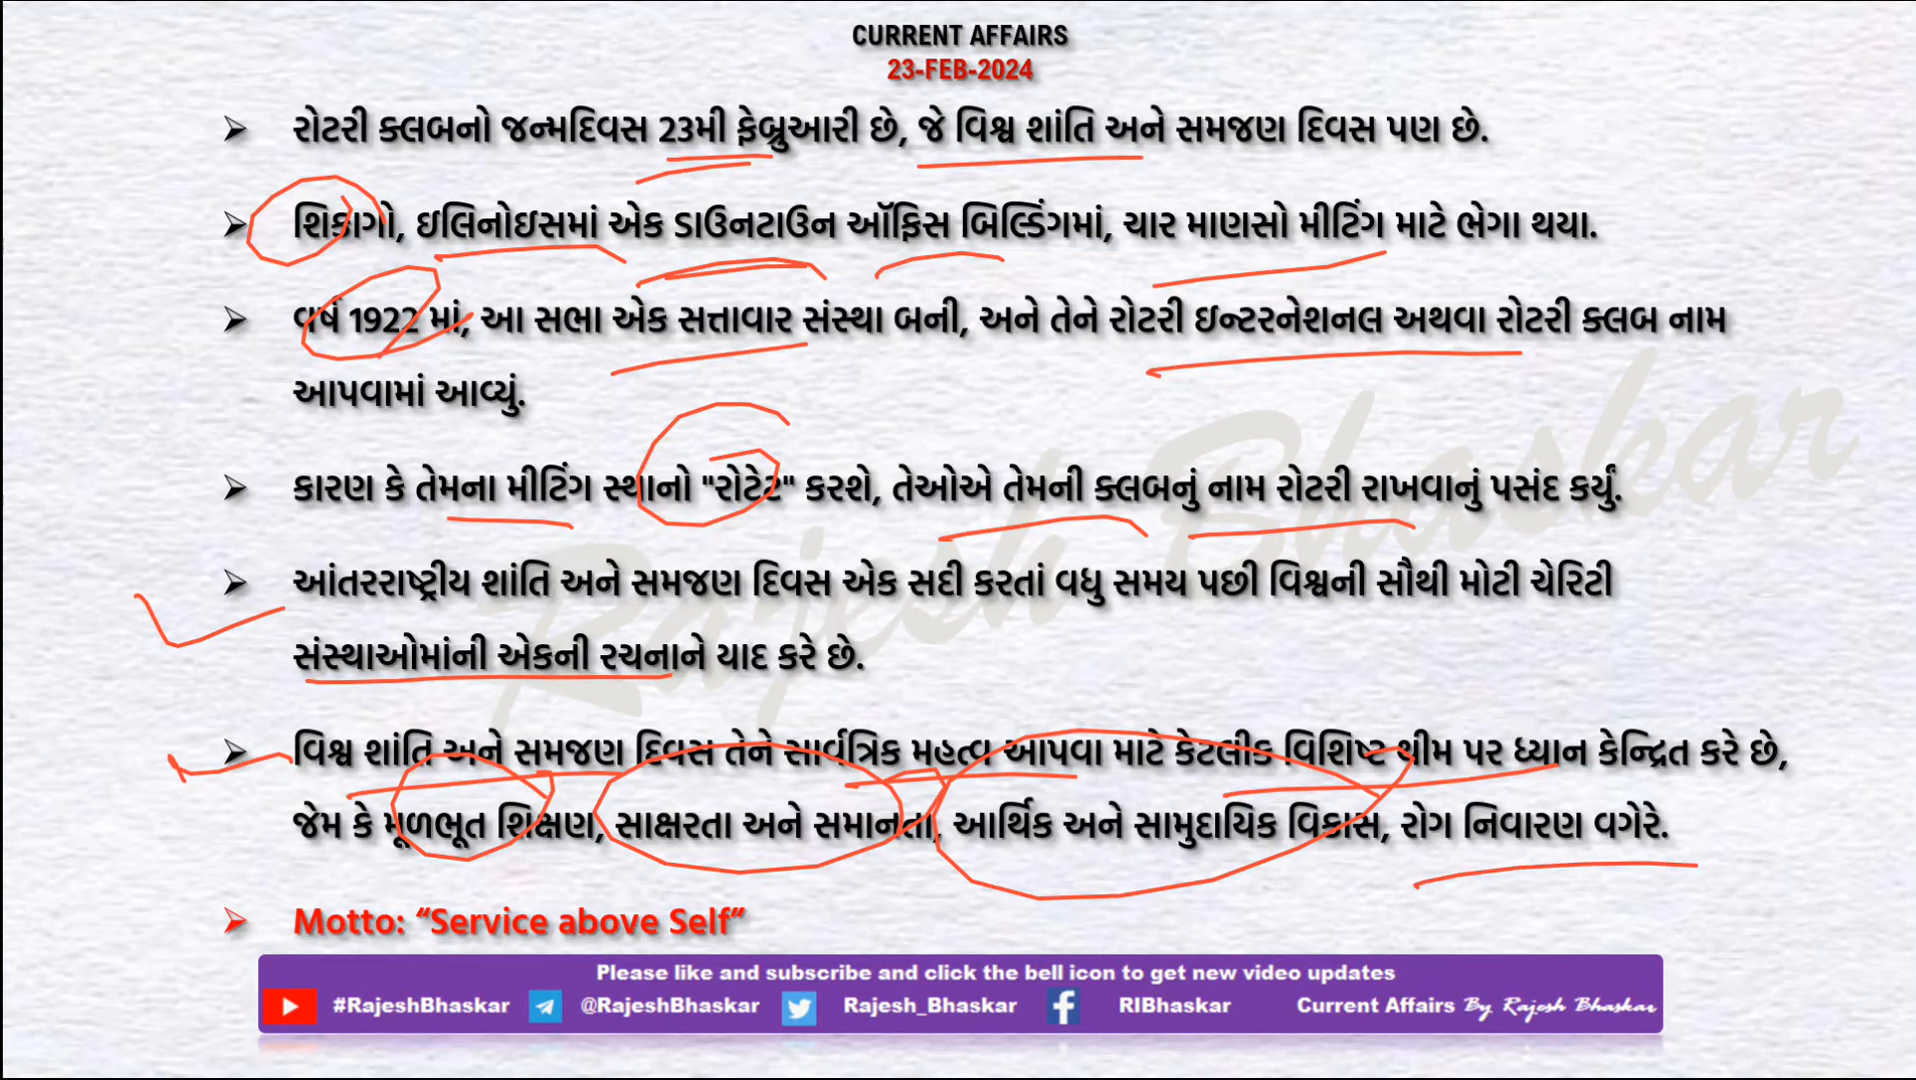 CURRENT AFFAIRS
23-FEB-2024
➢ રોટરી ક્લબનો જન્મદિવસ 23મી ફેબ્રુઆરી છે, જે વિશ્વ શાંતિ અને સમજણ દિવસ પણ છે.
➢ શિકાગો, ઇલિનોઇસમાં એક ડાઉનટાઉન ઑફિસ બિલ્ડિંગમાં, ચાર માણસો મીટિંગ માટે ભેગા થયા.
➢ વર્ષ 1922 માં, આ સભા એક સત્તાવાર સંસ્થા બની, અને તેને રોટરી ઇન્ટરનેશનલ અથવા રોટરી ક્લબ નામ
આપવામાં આવ્યું.
➢ કારણ કે તેમના મીટિંગ સ્થાનો "રોટેટ" કરશે, તેઓએ તેમની ક્લબનું નામ રોટરી રાખવાનું પસંદ કર્યું.
➢ આંતરરાષ્ટ્રીય શાંતિ અને સમજણ દિવસ એક સદી કરતાં વધુ સમય પછી વિશ્વની સૌથી મોટી ચેરિટી
સંસ્થાઓમાંની એકની રચનાને યાદ કરે છે.
➢ વિશ્વ શાંતિ અને સમજણ દિવસ તેને સાર્વત્રિક મહત્વ આપવા માટે કેટલીક વિશિષ્ટ થીમ પર ધ્યાન કેન્દ્રિત કરે છે,
જેમ કે મૂળભૂત શિક્ષણ, સાક્ષરતા અને સમાનતા, આર્થિક અને સામુદાયિક વિકાસ, રોગ નિવારણ વગેરે.
➢ Motto: “Service above Self”
Rajesh Bhaskar
Please like and subscribe and click the bell icon to get new video updates
#RajeshBhaskar @RajeshBhaskar Rajesh_Bhaskar RIBhaskar Current Affairs By Rajesh Bhaskar